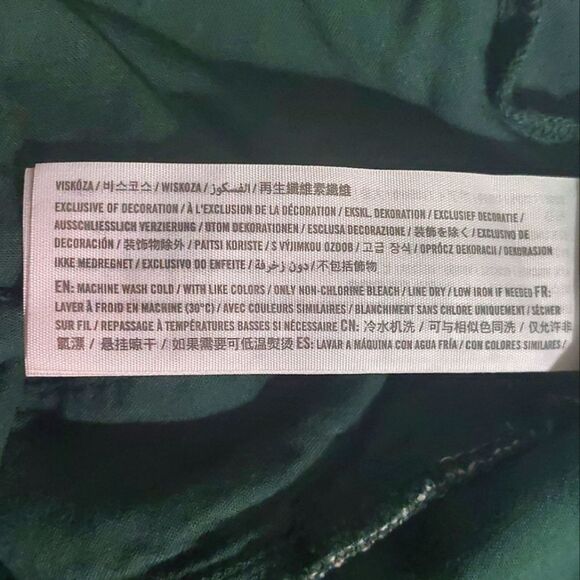 VISKÓZA / 바스코스 / WISKOZA / الفسكوز / 再生纖維素纖維
EXCLUSIVE OF DECORATION / À L'EXCLUSION DE LA DÉCORATION / EKSKL. DEKORATION / EXCLUSIEF DECORATIE /
AUSSCHLIESSLICH VERZIERUNG / UTOM DEKORATIONEN / ESCLUSA DECORAZIONE / 装飾を除く / EXCLUSIVO DE
DECORACIÓN / 装饰物除外 / PAITSI KORISTE / S VÝJIMKOU OZDOB / 고급 장식 / OPRÓCZ DEKORACJI / DEKORASJON
IKKE MEDREGNET / EXCLUSIVO DO ENFEITE / دون زخرفة / 不包括飾物
EN: MACHINE WASH COLD / WITH LIKE COLORS / ONLY NON-CHLORINE BLEACH / LINE DRY / LOW IRON IF NEEDED FR:
LAVER À FROID EN MACHINE (30°C) / AVEC COULEURS SIMILAIRES / BLANCHIMENT SANS CHLORE UNIQUEMENT / SÉCHER
SUR FIL / REPASSAGE À TEMPÉRATURES BASSES SI NÉCESSAIRE CN: 冷水机洗 / 可与相似色同洗 / 仅允许非
氯漂 / 悬挂晾干 / 如果需要可低温熨烫 ES: LAVAR A MÁQUINA CON AGUA FRÍA / CON COLORES SIMILARES /